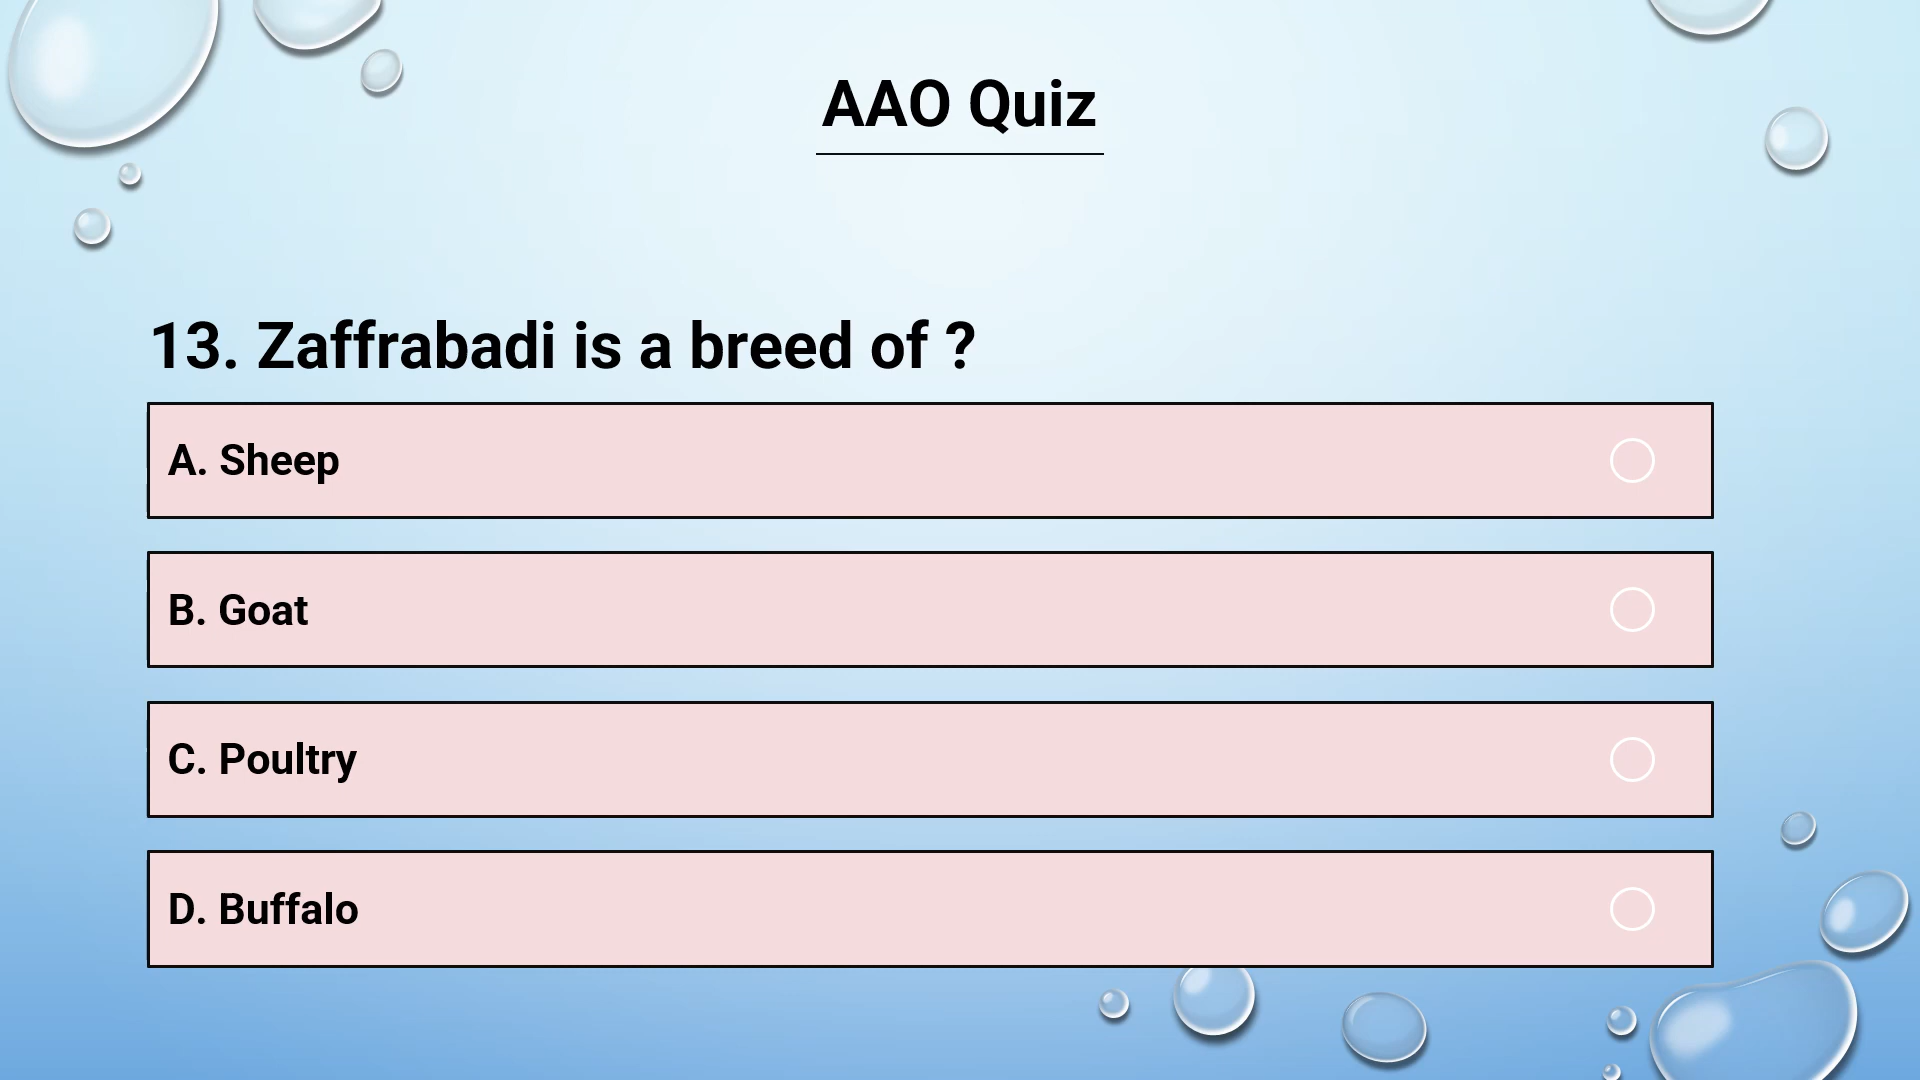 AAO Quiz
13. Zaffrabadi is a breed of ?
A. Sheep
B. Goat
C. Poultry
D. Buffalo